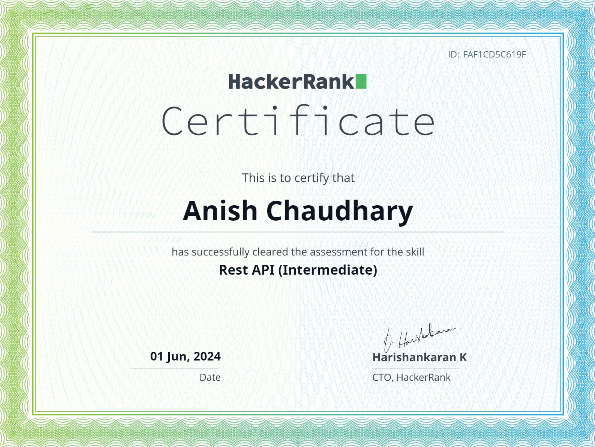 ID: FAF1CD5C619F
HackerRank
Certificate
This is to certify that
Anish Chaudhary
has successfully cleared the assessment for the skill
Rest API (Intermediate)
01 Jun, 2024
Date
Harishankaran K
CTO, HackerRank